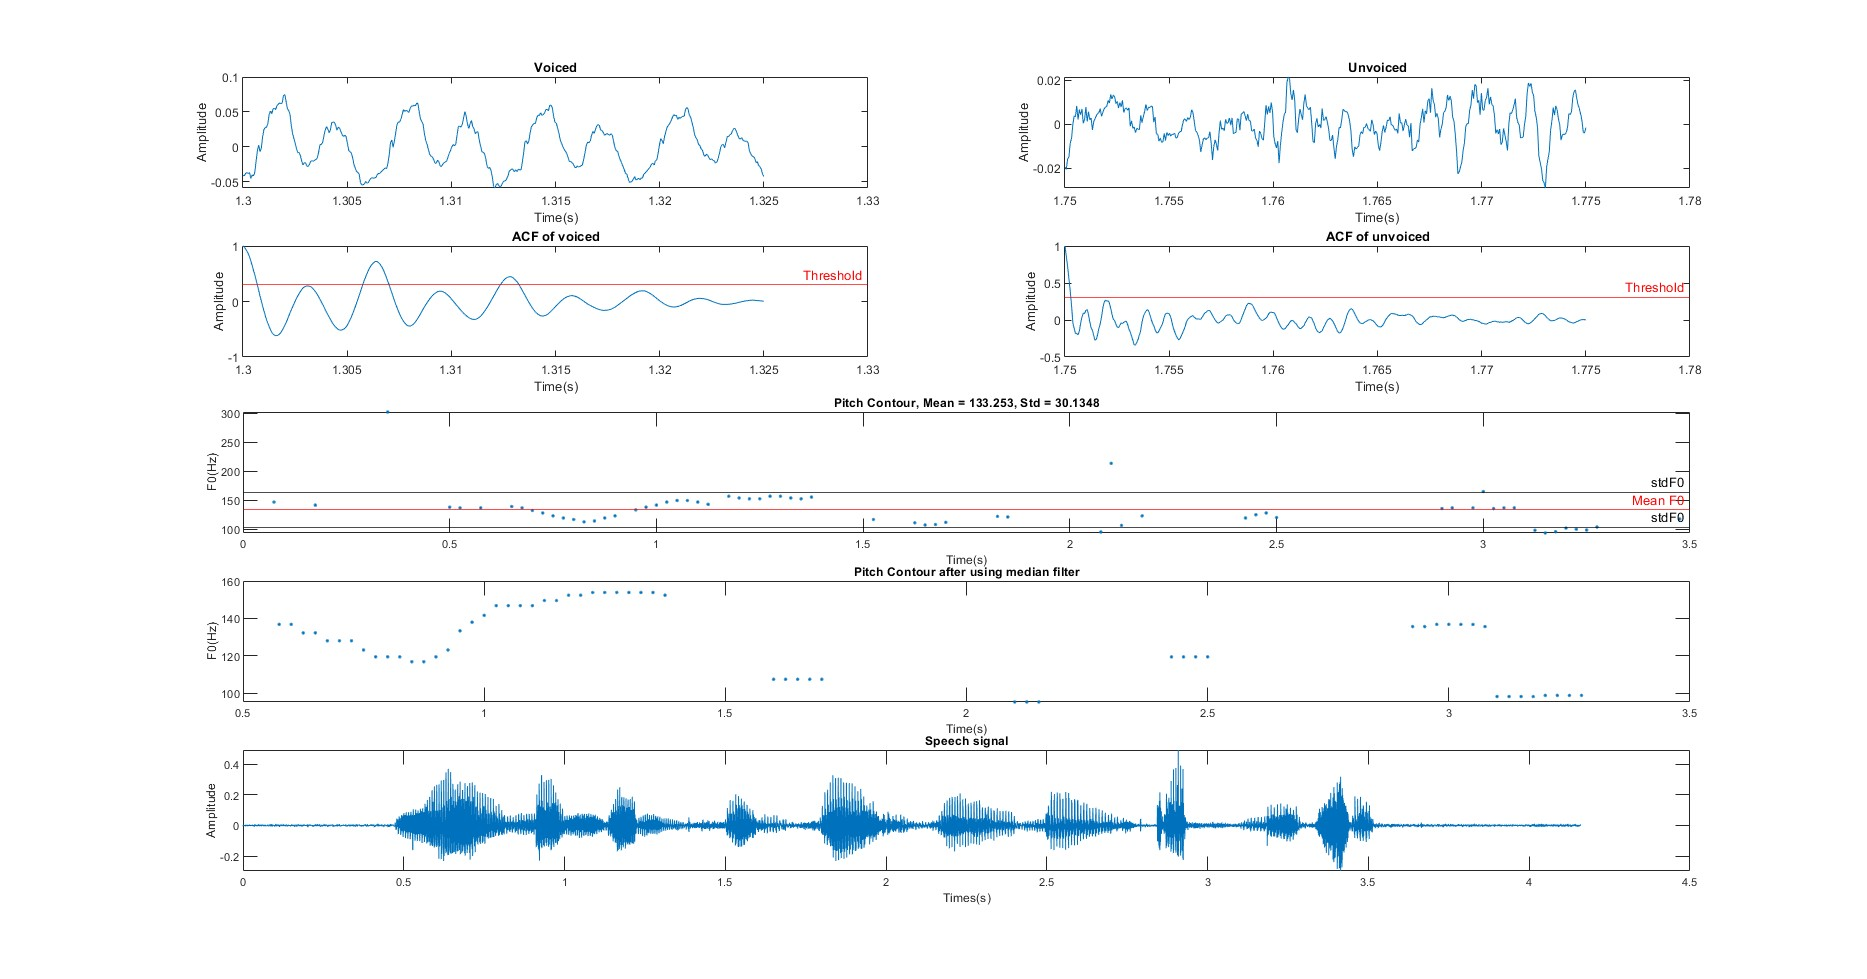 Voiced
Amplitude
0.1
0.05
0
-0.05
1.3 1.305 1.31 1.315 1.32 1.325 1.33
Time(s)
Unvoiced
Amplitude
0.02
0
-0.02
1.75 1.755 1.76 1.765 1.77 1.775 1.78
Time(s)
ACF of voiced
Amplitude
1
0
-1
Threshold
1.3 1.305 1.31 1.315 1.32 1.325 1.33
Time(s)
ACF of unvoiced
Amplitude
1
0.5
0
-0.5
Threshold
1.75 1.755 1.76 1.765 1.77 1.775 1.78
Time(s)
Pitch Contour, Mean = 133.253, Std = 30.1348
F0(Hz)
300
250
200
150
100
stdF0
Mean F0
stdF0
0 0.5 1 1.5 2 2.5 3 3.5
Time(s)
Pitch Contour after using median filter
F0(Hz)
160
140
120
100
0.5 1 1.5 2 2.5 3 3.5
Time(s)
Speech signal
Amplitude
0.4
0.2
0
-0.2
0 0.5 1 1.5 2 2.5 3 3.5 4 4.5
Times(s)